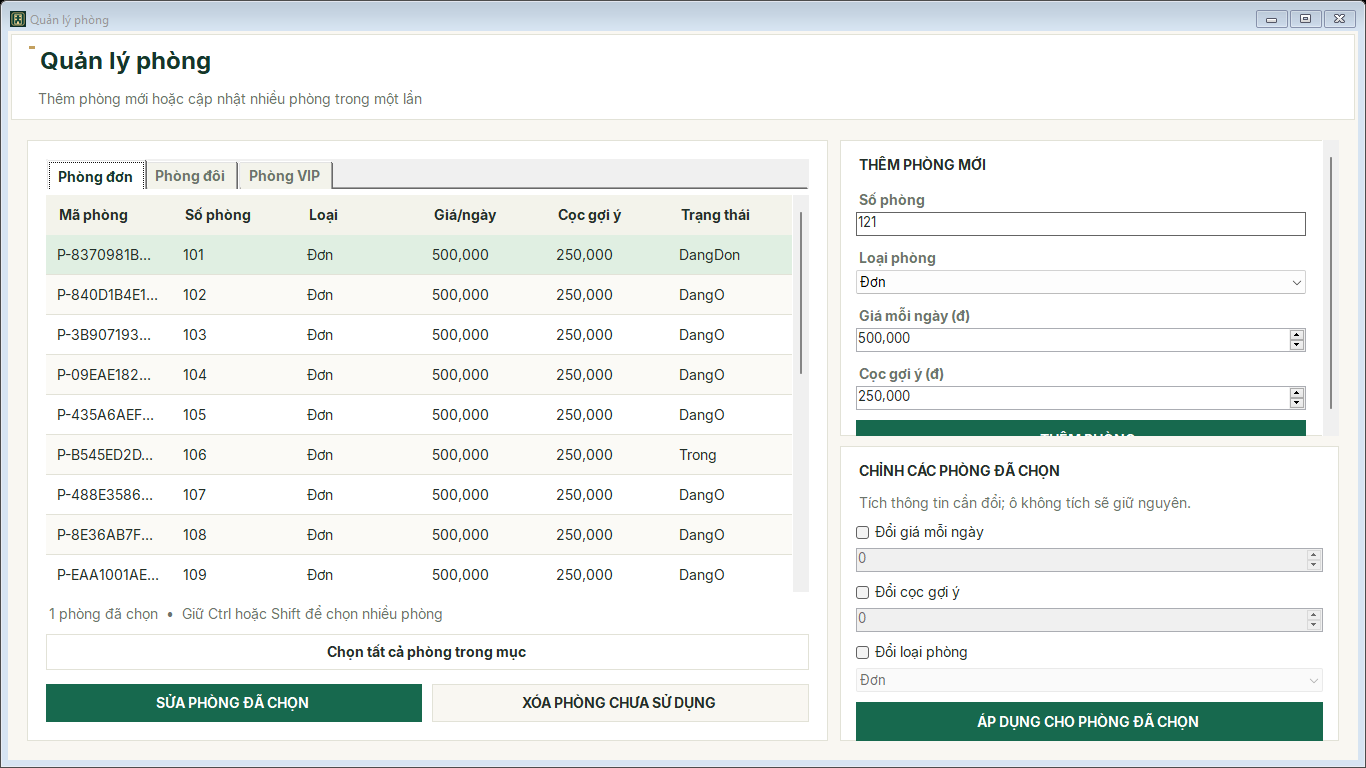 Quản lý phòng
Quản lý phòng
Thêm phòng mới hoặc cập nhật nhiều phòng trong một lần
Phòng đơn Phòng đôi Phòng VIP
Mã phòng Số phòng Loại Giá/ngày Cọc gợi ý Trạng thái
P-8370981B... 101 Đơn 500,000 250,000 DangDon
P-840D1B4E1... 102 Đơn 500,000 250,000 DangO
P-3B907193... 103 Đơn 500,000 250,000 DangO
P-09EAE182... 104 Đơn 500,000 250,000 DangO
P-435A6AEF... 105 Đơn 500,000 250,000 DangO
P-B545ED2D... 106 Đơn 500,000 250,000 Trong
P-488E3586... 107 Đơn 500,000 250,000 DangO
P-8E36AB7F... 108 Đơn 500,000 250,000 DangO
P-EAA1001AE... 109 Đơn 500,000 250,000 DangO
1 phòng đã chọn • Giữ Ctrl hoặc Shift để chọn nhiều phòng
Chọn tất cả phòng trong mục
SỬA PHÒNG ĐÃ CHỌN XÓA PHÒNG CHƯA SỬ DỤNG
THÊM PHÒNG MỚI
Số phòng
121
Loại phòng
Đơn
Giá mỗi ngày (đ)
500,000
Cọc gợi ý (đ)
250,000
THÊM PHÒNG
CHỈNH CÁC PHÒNG ĐÃ CHỌN
Tích thông tin cần đổi; ô không tích sẽ giữ nguyên.
Đổi giá mỗi ngày
0
Đổi cọc gợi ý
0
Đổi loại phòng
Đơn
ÁP DỤNG CHO PHÒNG ĐÃ CHỌN